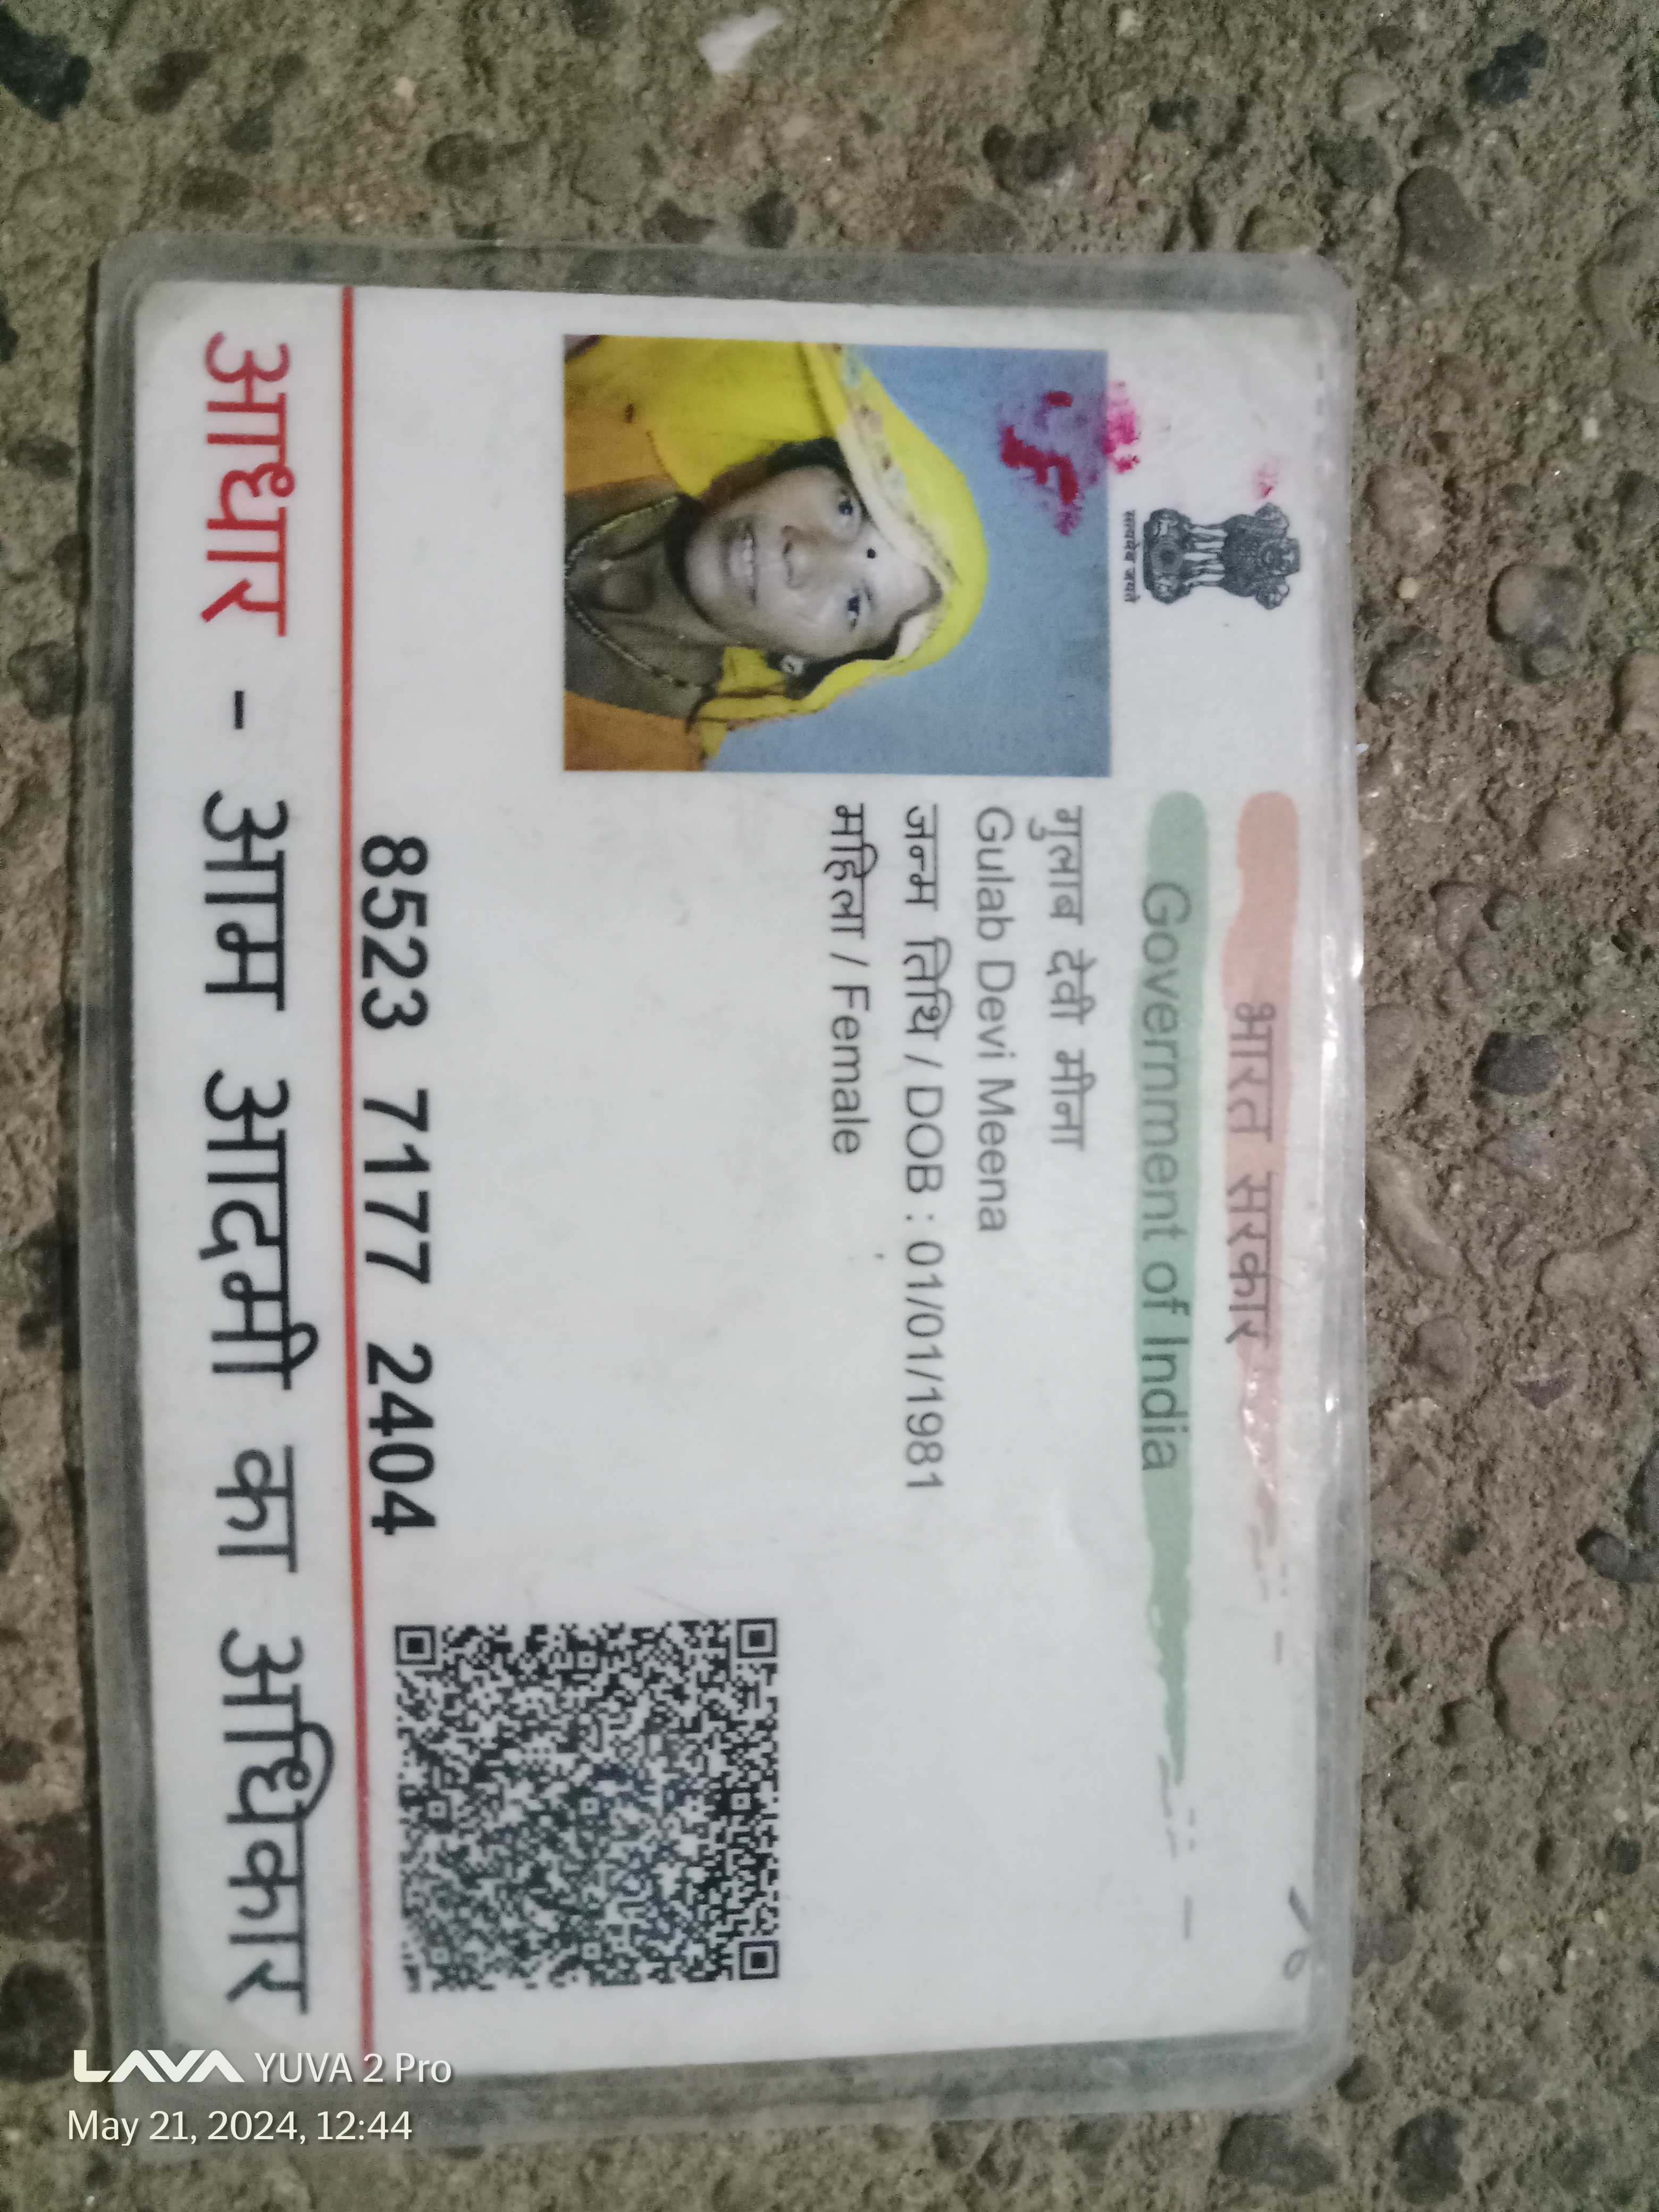 सत्यमेव जयते
भारत सरकार
Government of India
गुलाब देवी मीना
Gulab Devi Meena
जन्म तिथि / DOB : 01/01/1981
महिला / Female
8523 7177 2404
आधार - आम आदमी का अधिकार
LAVA YUVA 2 Pro
May 21, 2024, 12:44